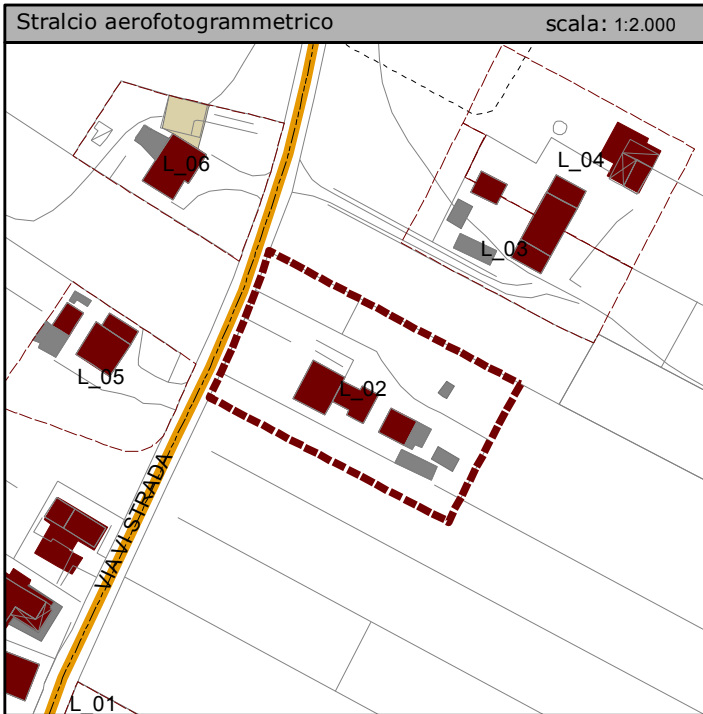 Stralcio aerofotogrammetrico scala: 1:2.000
L_06
L_04
L_03
L_05
L_02
VIA VI STRADA
L_01